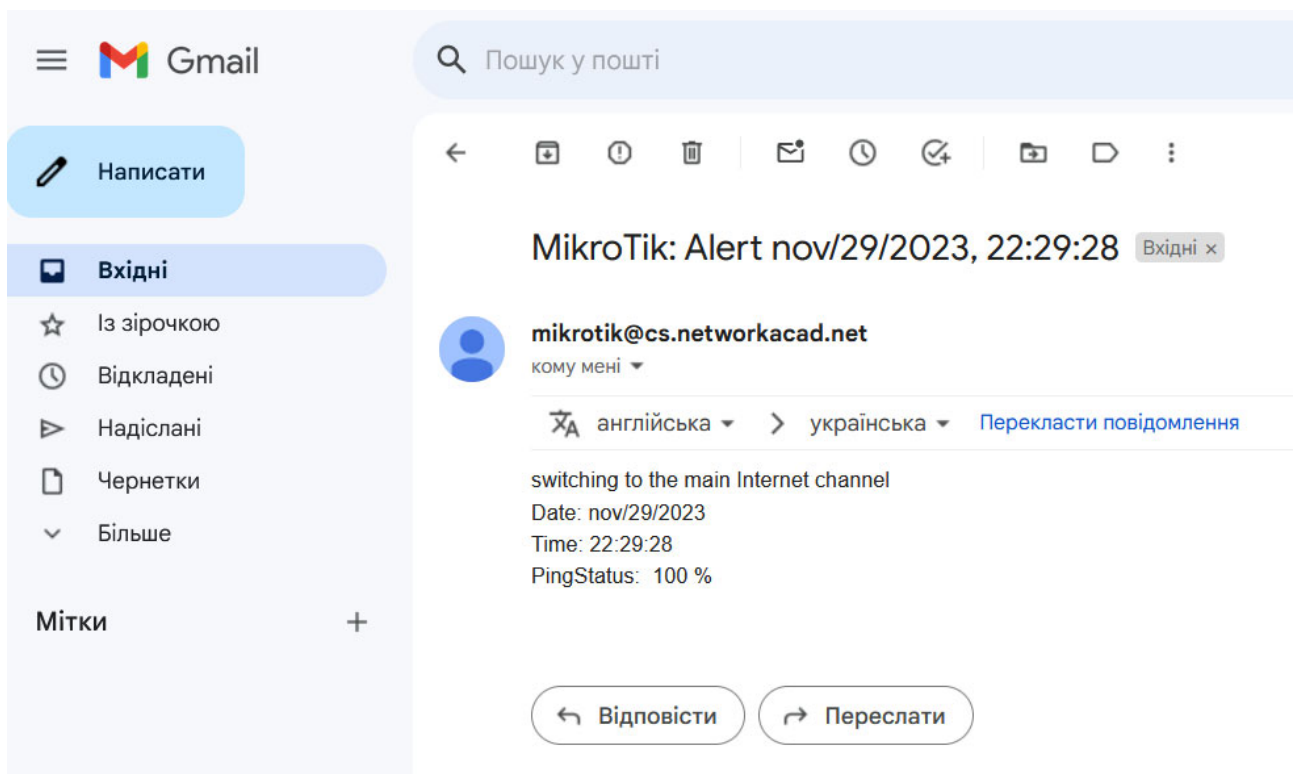 Gmail
Пошук у пошті
Написати
Вхідні
Із зірочкою
Відкладені
Надіслані
Чернетки
Більше
Мітки
MikroTik: Alert nov/29/2023, 22:29:28 Вхідні ×
mikrotik@cs.networkacad.net
кому мені
англійська > українська Перекласти повідомлення
switching to the main Internet channel
Date: nov/29/2023
Time: 22:29:28
PingStatus: 100 %
Відповісти Переслати